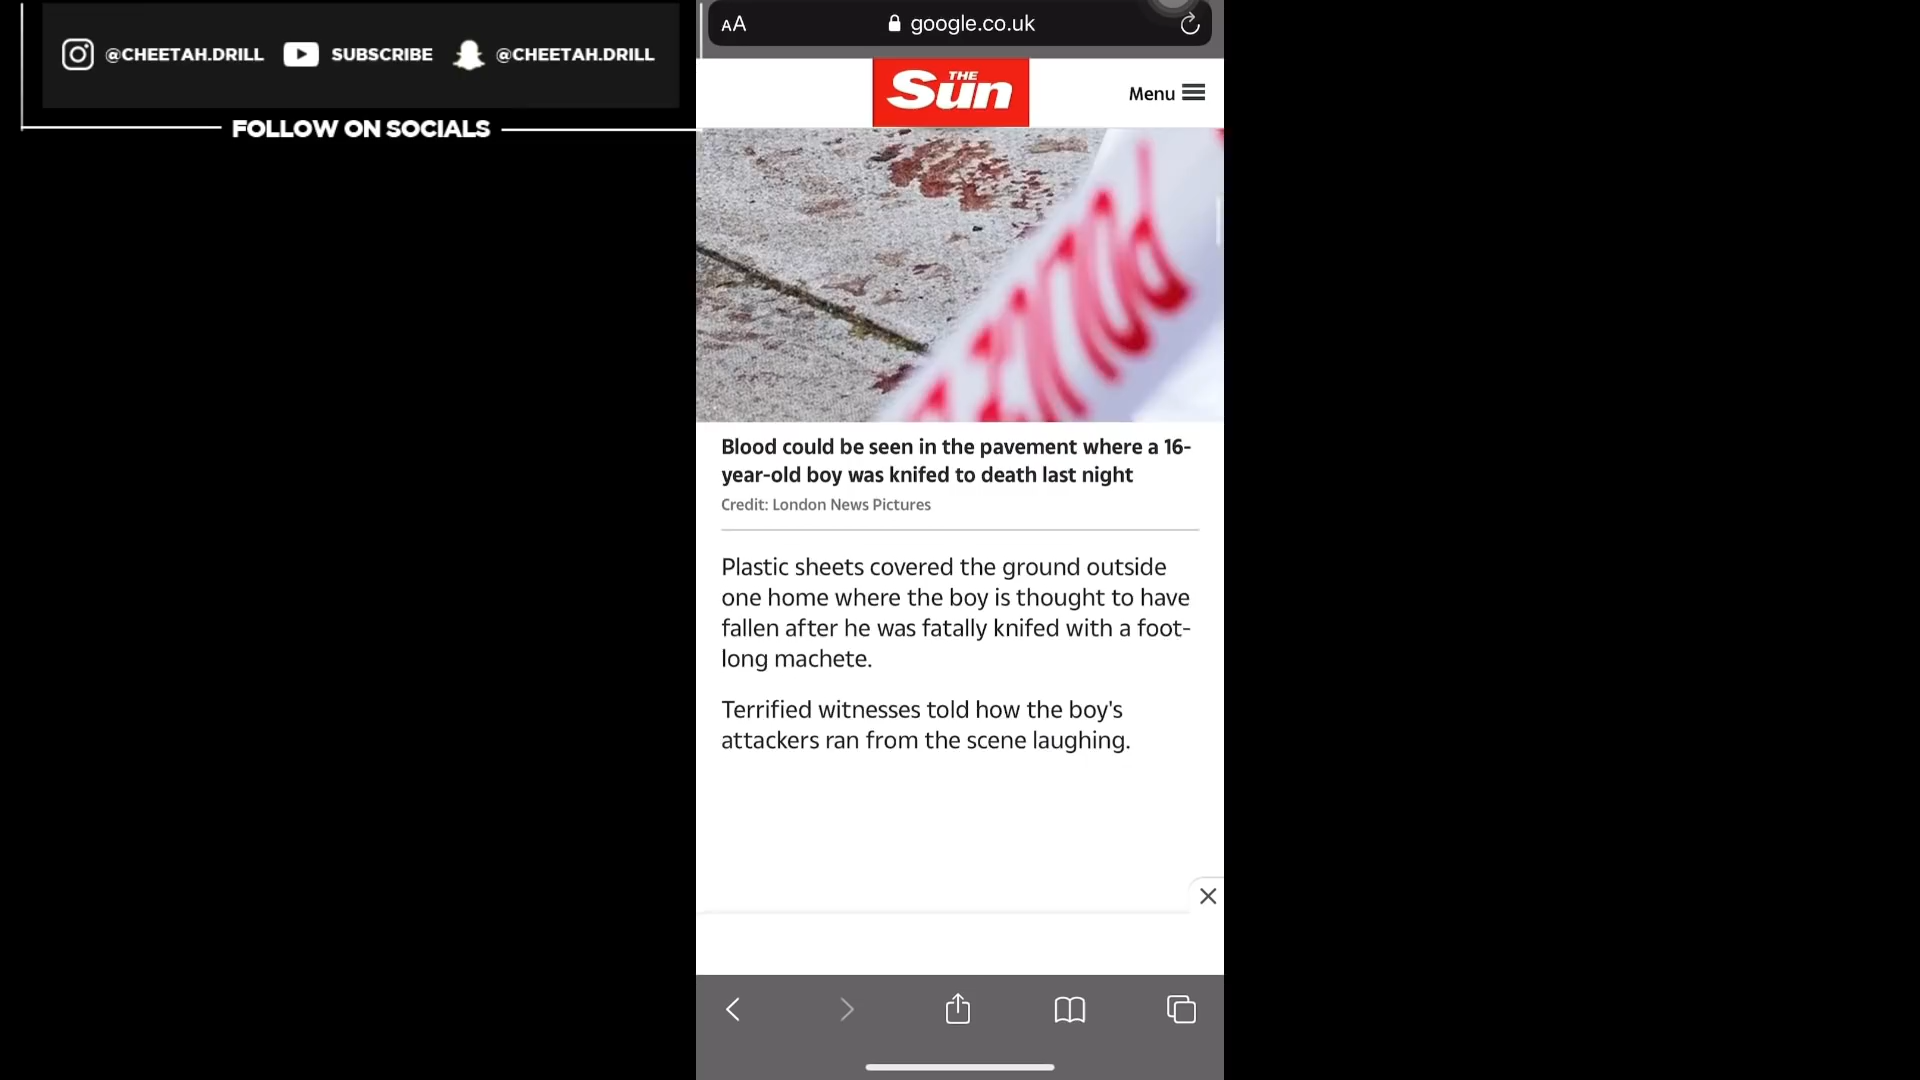 @CHEETAH.DRILL SUBSCRIBE @CHEETAH.DRILL
FOLLOW ON SOCIALS
AA google.co.uk
THE
Sun
Menu
Blood could be seen in the pavement where a 16-
year-old boy was knifed to death last night
Credit: London News Pictures
Plastic sheets covered the ground outside
one home where the boy is thought to have
fallen after he was fatally knifed with a foot-
long machete.
Terrified witnesses told how the boy's
attackers ran from the scene laughing.